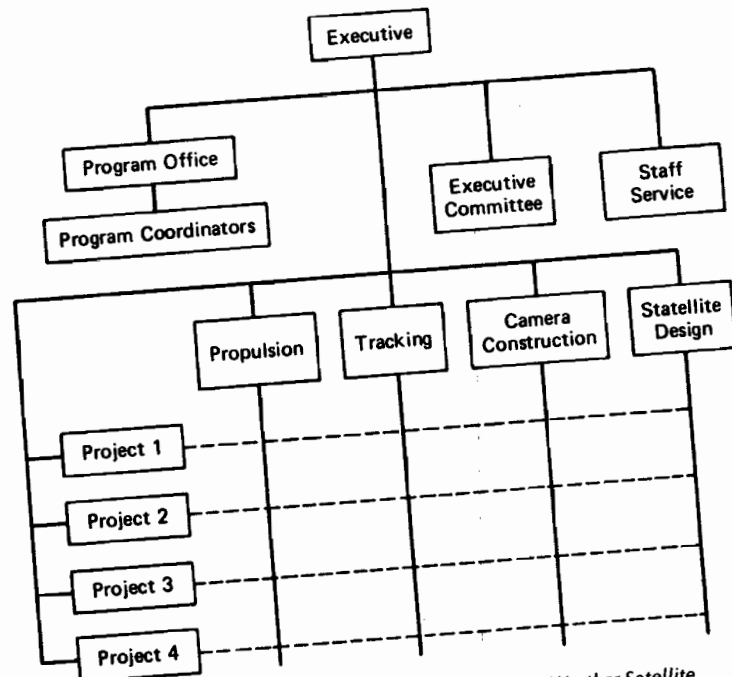 Executive
Program Office
Program Coordinators
Executive
Committee
Staff
Service
Propulsion
Tracking
Camera
Construction
Statellite
Design
Project 1
Project 2
Project 3
Project 4
Satellite